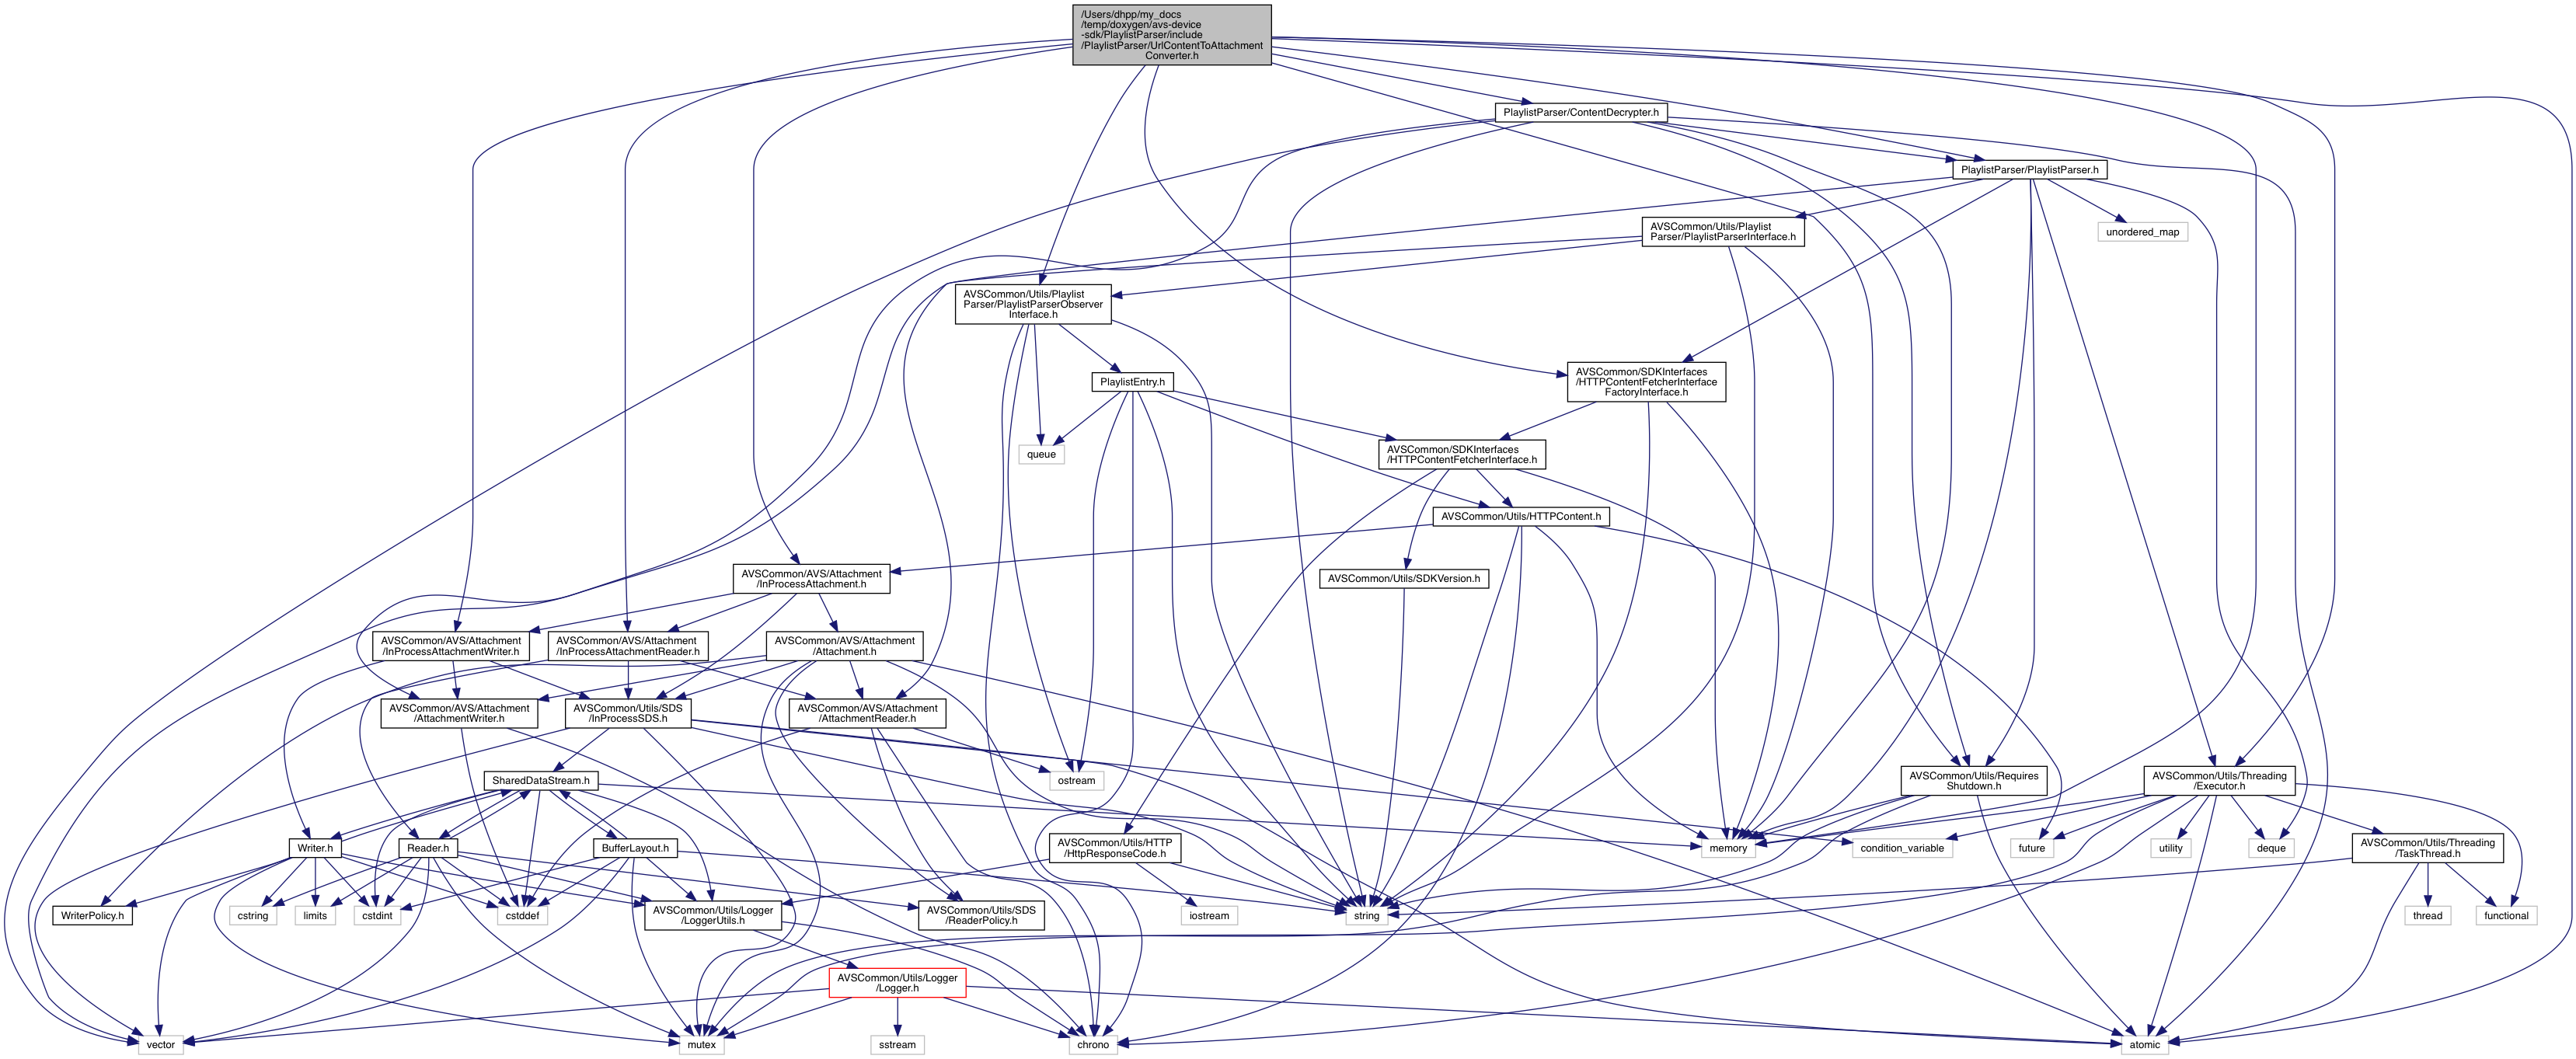 /Users/dhpp/my_docs
/temp/doxygen/avs-device
-sdk/PlaylistParser/include
/PlaylistParser/UrlContentToAttachment
Converter.h
PlaylistParser/ContentDecrypter.h
PlaylistParser/PlaylistParser.h
AVSCommon/Utils/Playlist
Parser/PlaylistParserInterface.h
unordered_map
AVSCommon/Utils/Playlist
Parser/PlaylistParserObserver
Interface.h
PlaylistEntry.h
AVSCommon/SDKInterfaces
/HTTPContentFetcherInterface
FactoryInterface.h
queue
AVSCommon/SDKInterfaces
/HTTPContentFetcherInterface.h
AVSCommon/Utils/HTTPContent.h
AVSCommon/AVS/Attachment
/InProcessAttachment.h
AVSCommon/Utils/SDKVersion.h
AVSCommon/AVS/Attachment
/InProcessAttachmentWriter.h
AVSCommon/AVS/Attachment
/InProcessAttachmentReader.h
AVSCommon/AVS/Attachment
/Attachment.h
AVSCommon/AVS/Attachment
/AttachmentWriter.h
AVSCommon/Utils/SDS
/InProcessSDS.h
AVSCommon/AVS/Attachment
/AttachmentReader.h
SharedDataStream.h
ostream
AVSCommon/Utils/Requires
Shutdown.h
AVSCommon/Utils/Threading
/Executor.h
Writer.h
Reader.h
BufferLayout.h
AVSCommon/Utils/HTTP
/HttpResponseCode.h
memory
condition_variable
future
utility
deque
AVSCommon/Utils/Threading
/TaskThread.h
WriterPolicy.h
cstring
limits
cstdint
cstddef
AVSCommon/Utils/Logger
/LoggerUtils.h
AVSCommon/Utils/SDS
/ReaderPolicy.h
iostream
string
thread
functional
AVSCommon/Utils/Logger
/Logger.h
vector
mutex
sstream
chrono
atomic